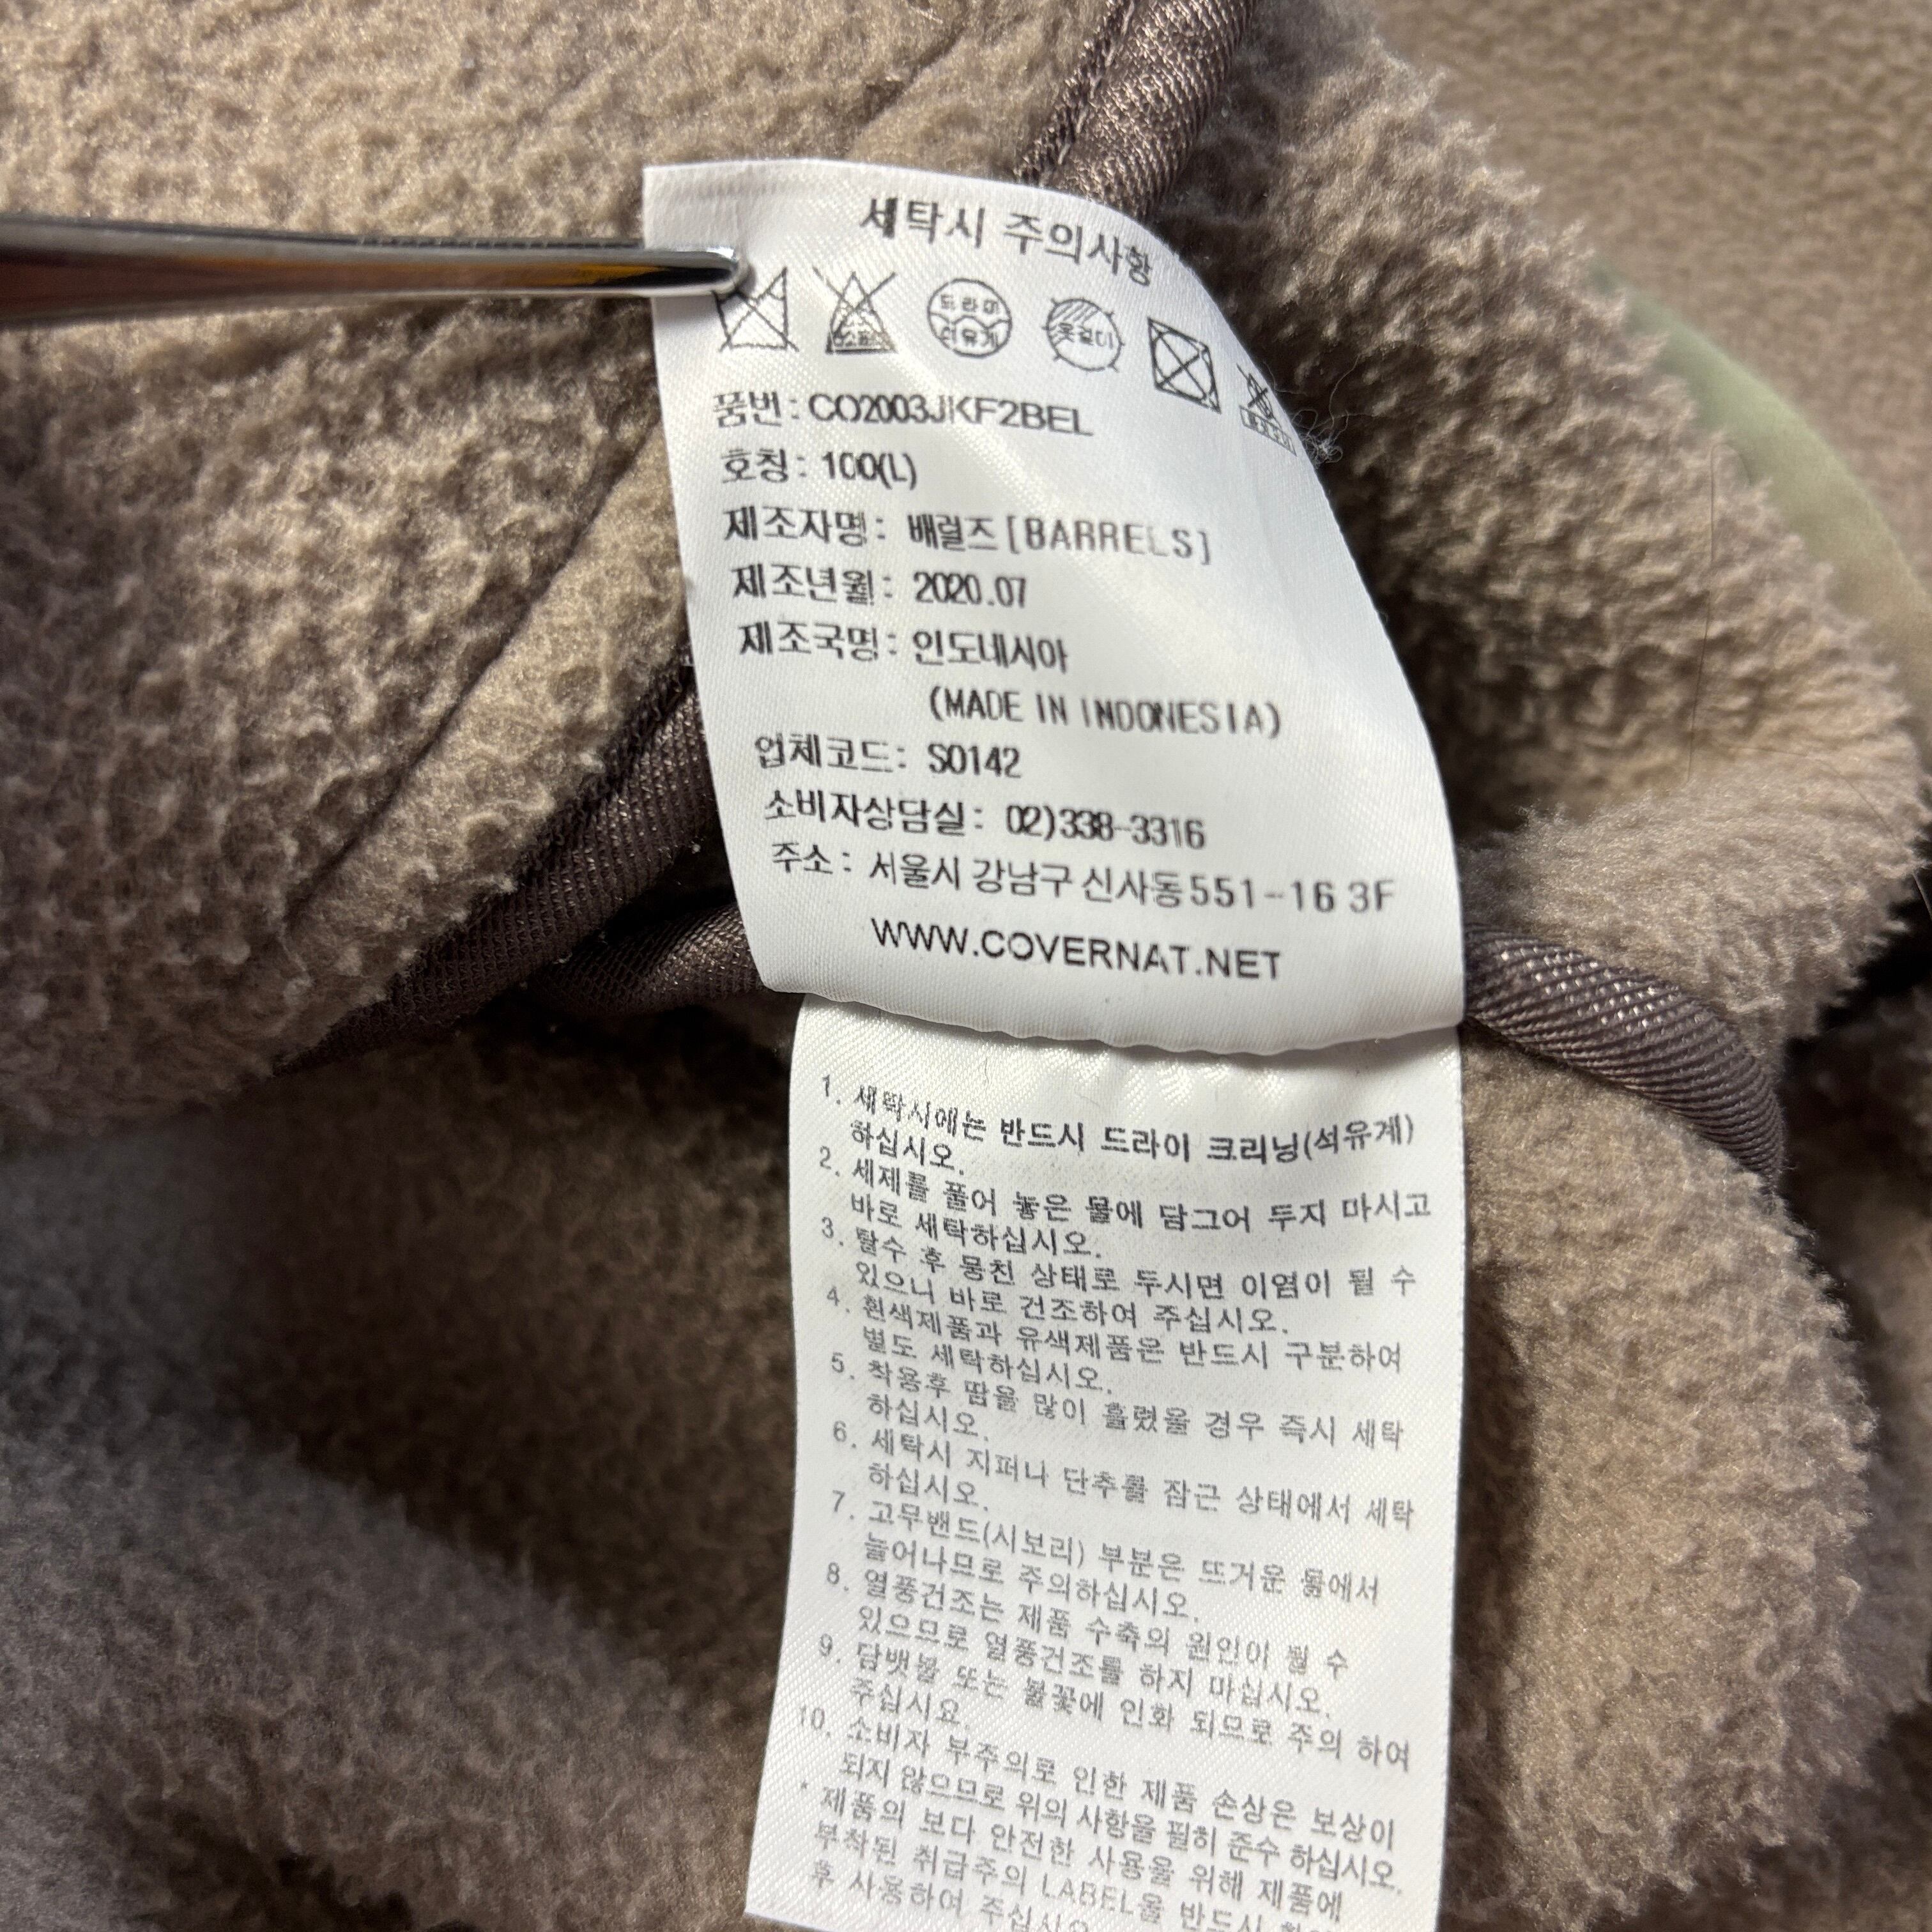 세탁시 주의사항
드라이
석유계
옷걸이
품번 : CO2003JKF2BEL
호칭 : 100(L)
제조자명 : 배럴즈 [BARRELS]
제조년월 : 2020.07
제조국명 : 인도네시아
(MADE IN INDONESIA)
업체코드 : SO142
소비자상담실 : 02)338-3316
주소 : 서울시 강남구 신사동 551-16 3F
WWW.COVERNAT.NET
1. 세탁시에는 반드시 드라이 크리닝(석유계)
하십시오.
2. 세제를 풀어 놓은 물에 담그어 두지 마시고
바로 세탁하십시오.
3. 탈수 후 뭉친 상태로 두시면 이염이 될 수
있으니 바로 건조하여 주십시오.
4. 흰색제품과 유색제품은 반드시 구분하여
별도 세탁하십시오.
5. 착용후 땀을 많이 흘렸을 경우 즉시 세탁
하십시오.
6. 세탁시 지퍼나 단추를 잠근 상태에서 세탁
하십시오.
7. 고무밴드(시보리) 부분은 뜨거운 물에서
늘어나므로 주의하십시오.
8. 열풍건조는 제품 수축의 원인이 될 수
있으므로 열풍건조를 하지 마십시오.
9. 담뱃불 또는 불꽃에 인화 되므로 주의 하여
주십시요.
10. 소비자 부주의로 인한 제품 손상은 보상이
되지 않으므로 위의 사항을 필히 준수 하십시오.
* 제품의 보다 안전한 사용을 위해 제품에
부착된 취급주의 LABEL을 반드시
후 사용하여 주십시오